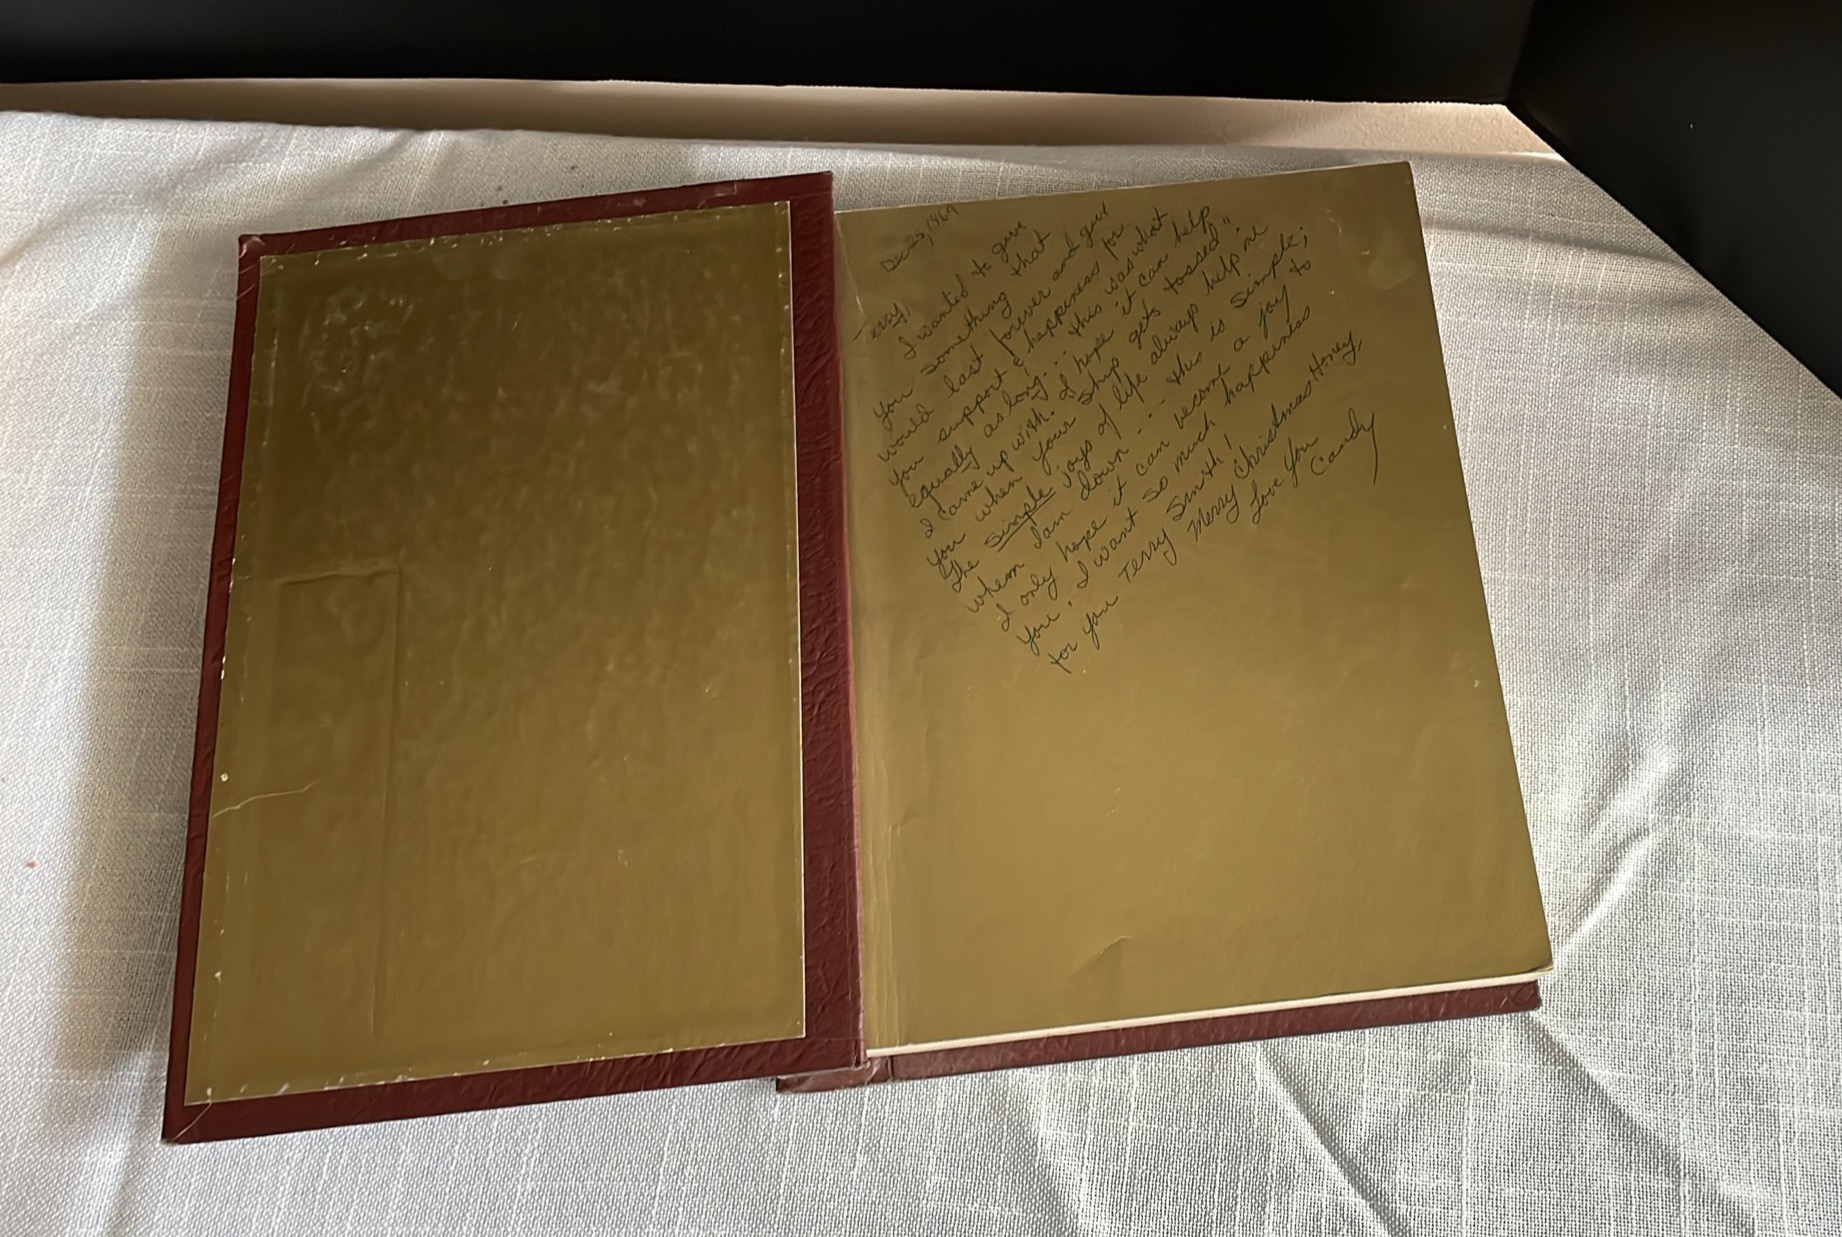 Dec 25, 1969
Terry,
I wanted to give
you something that
would last forever and give
you support & happiness for
equally as long... this was what
I came up with. I hope it can help
you when your "ship gets tossed"
the simple joys of life always help me
when I am down ... this is simple;
I only hope it can become a joy to
you. I want so much happiness
for you Terry Smith!
Merry Christmas Honey,
Love You
Candy